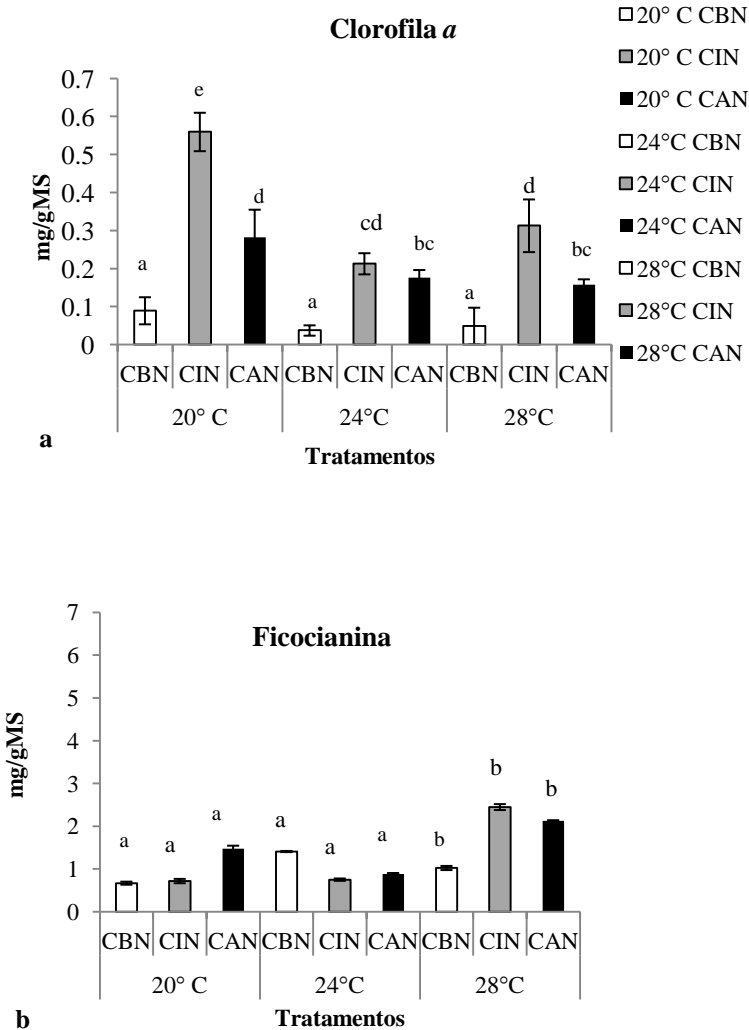 Clorofila a
20° C CBN
20° C CIN
20° C CAN
24°C CBN
24°C CIN
24°C CAN
28°C CBN
28°C CIN
28°C CAN
mg/gMS
0.7
0.6
0.5
0.4
0.3
0.2
0.1
0
a
e
d
a
cd
bc
a
d
bc
CBN CIN CAN CBN CIN CAN CBN CIN CAN
20° C 24°C 28°C
a
Tratamentos
Ficocianina
mg/gMS
7
6
5
4
3
2
1
0
a
a
a
a
a
a
b
b
b
CBN CIN CAN CBN CIN CAN CBN CIN CAN
20° C 24°C 28°C
b
Tratamentos